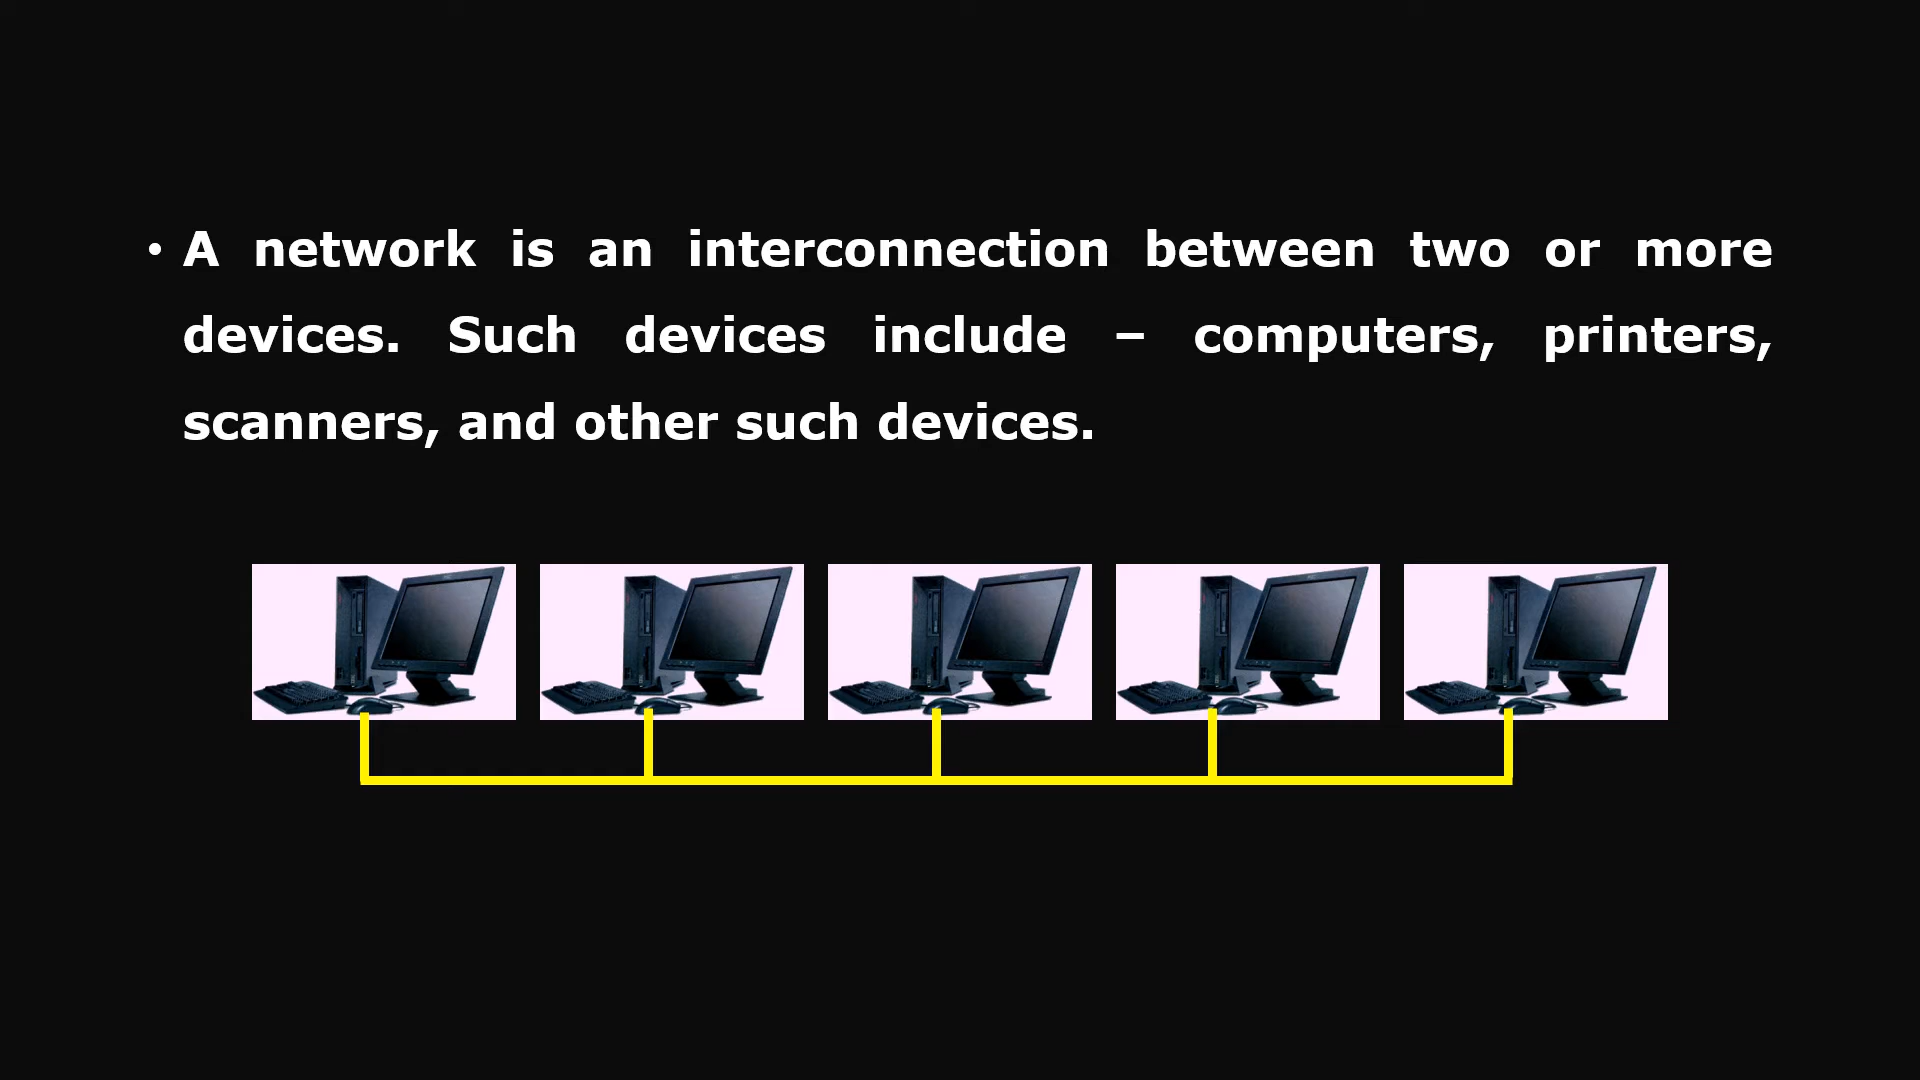 • A network is an interconnection between two or more
devices. Such devices include – computers, printers,
scanners, and other such devices.